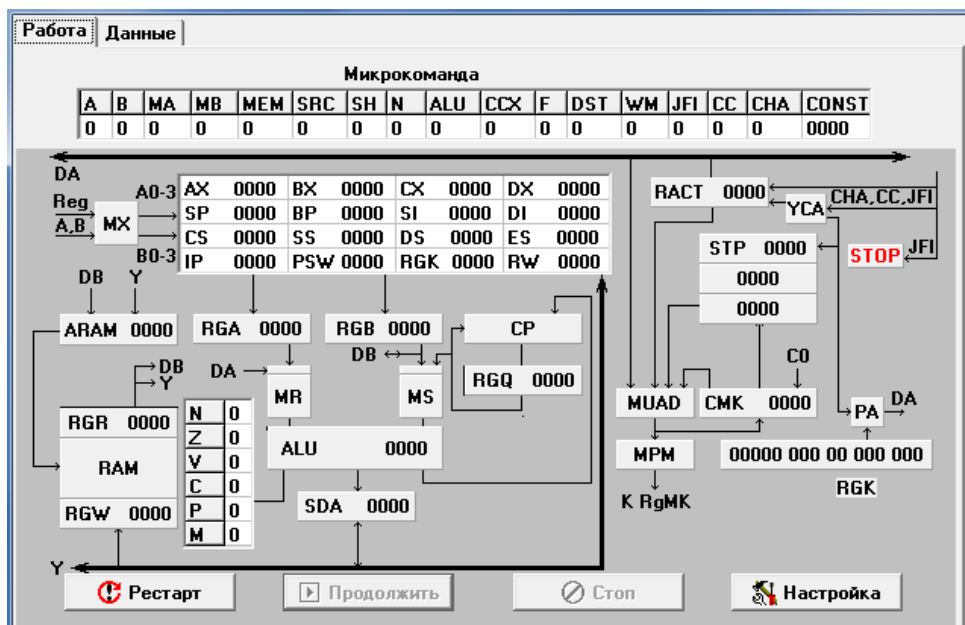 Работа Данные
Микрокоманда
A B MA MB MEM SRC SH N ALU CCX F DST WM JFI CC CHA CONST
0 0 0 0 0 0 0 0 0 0 0 0 0 0 0 0 0000
DA
Reg
A,B
MX
A0-3
B0-3
AX 0000 BX 0000 CX 0000 DX 0000
SP 0000 BP 0000 SI 0000 DI 0000
CS 0000 SS 0000 DS 0000 ES 0000
IP 0000 PSW 0000 RGK 0000 RW 0000
RACT 0000
YCA
CHA,CC,JFI
STP 0000
0000
0000
STOP
JFI
DB Y
ARAM 0000
RGA 0000
RGB 0000
CP
DB
DA
RGQ 0000
C0
DB
Y
MR
MS
RGR 0000
RAM
RGW 0000
N 0
Z 0
V 0
C 0
P 0
M 0
ALU 0000
SDA 0000
MUAD
CMK 0000
PA
DA
MPM
00000 000 00 000 000
RGK
K RgMK
Y
Рестарт
Продолжить
Стоп
Настройка